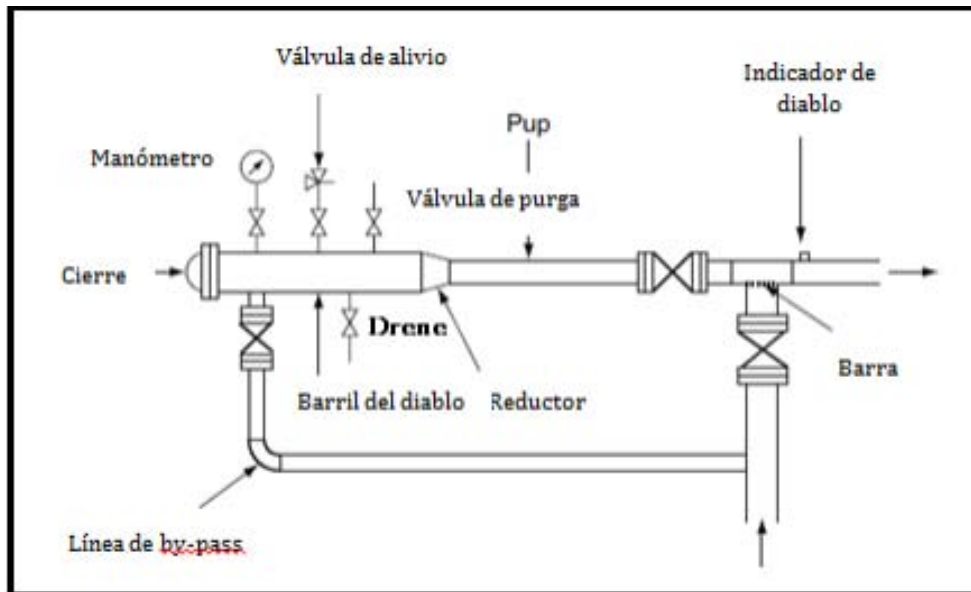 Válvula de alivio
Indicador de
diablo
Pup
Manómetro
Válvula de purga
Cierre
Drene
Barra
Barril del diablo
Reductor
Línea de by-pass